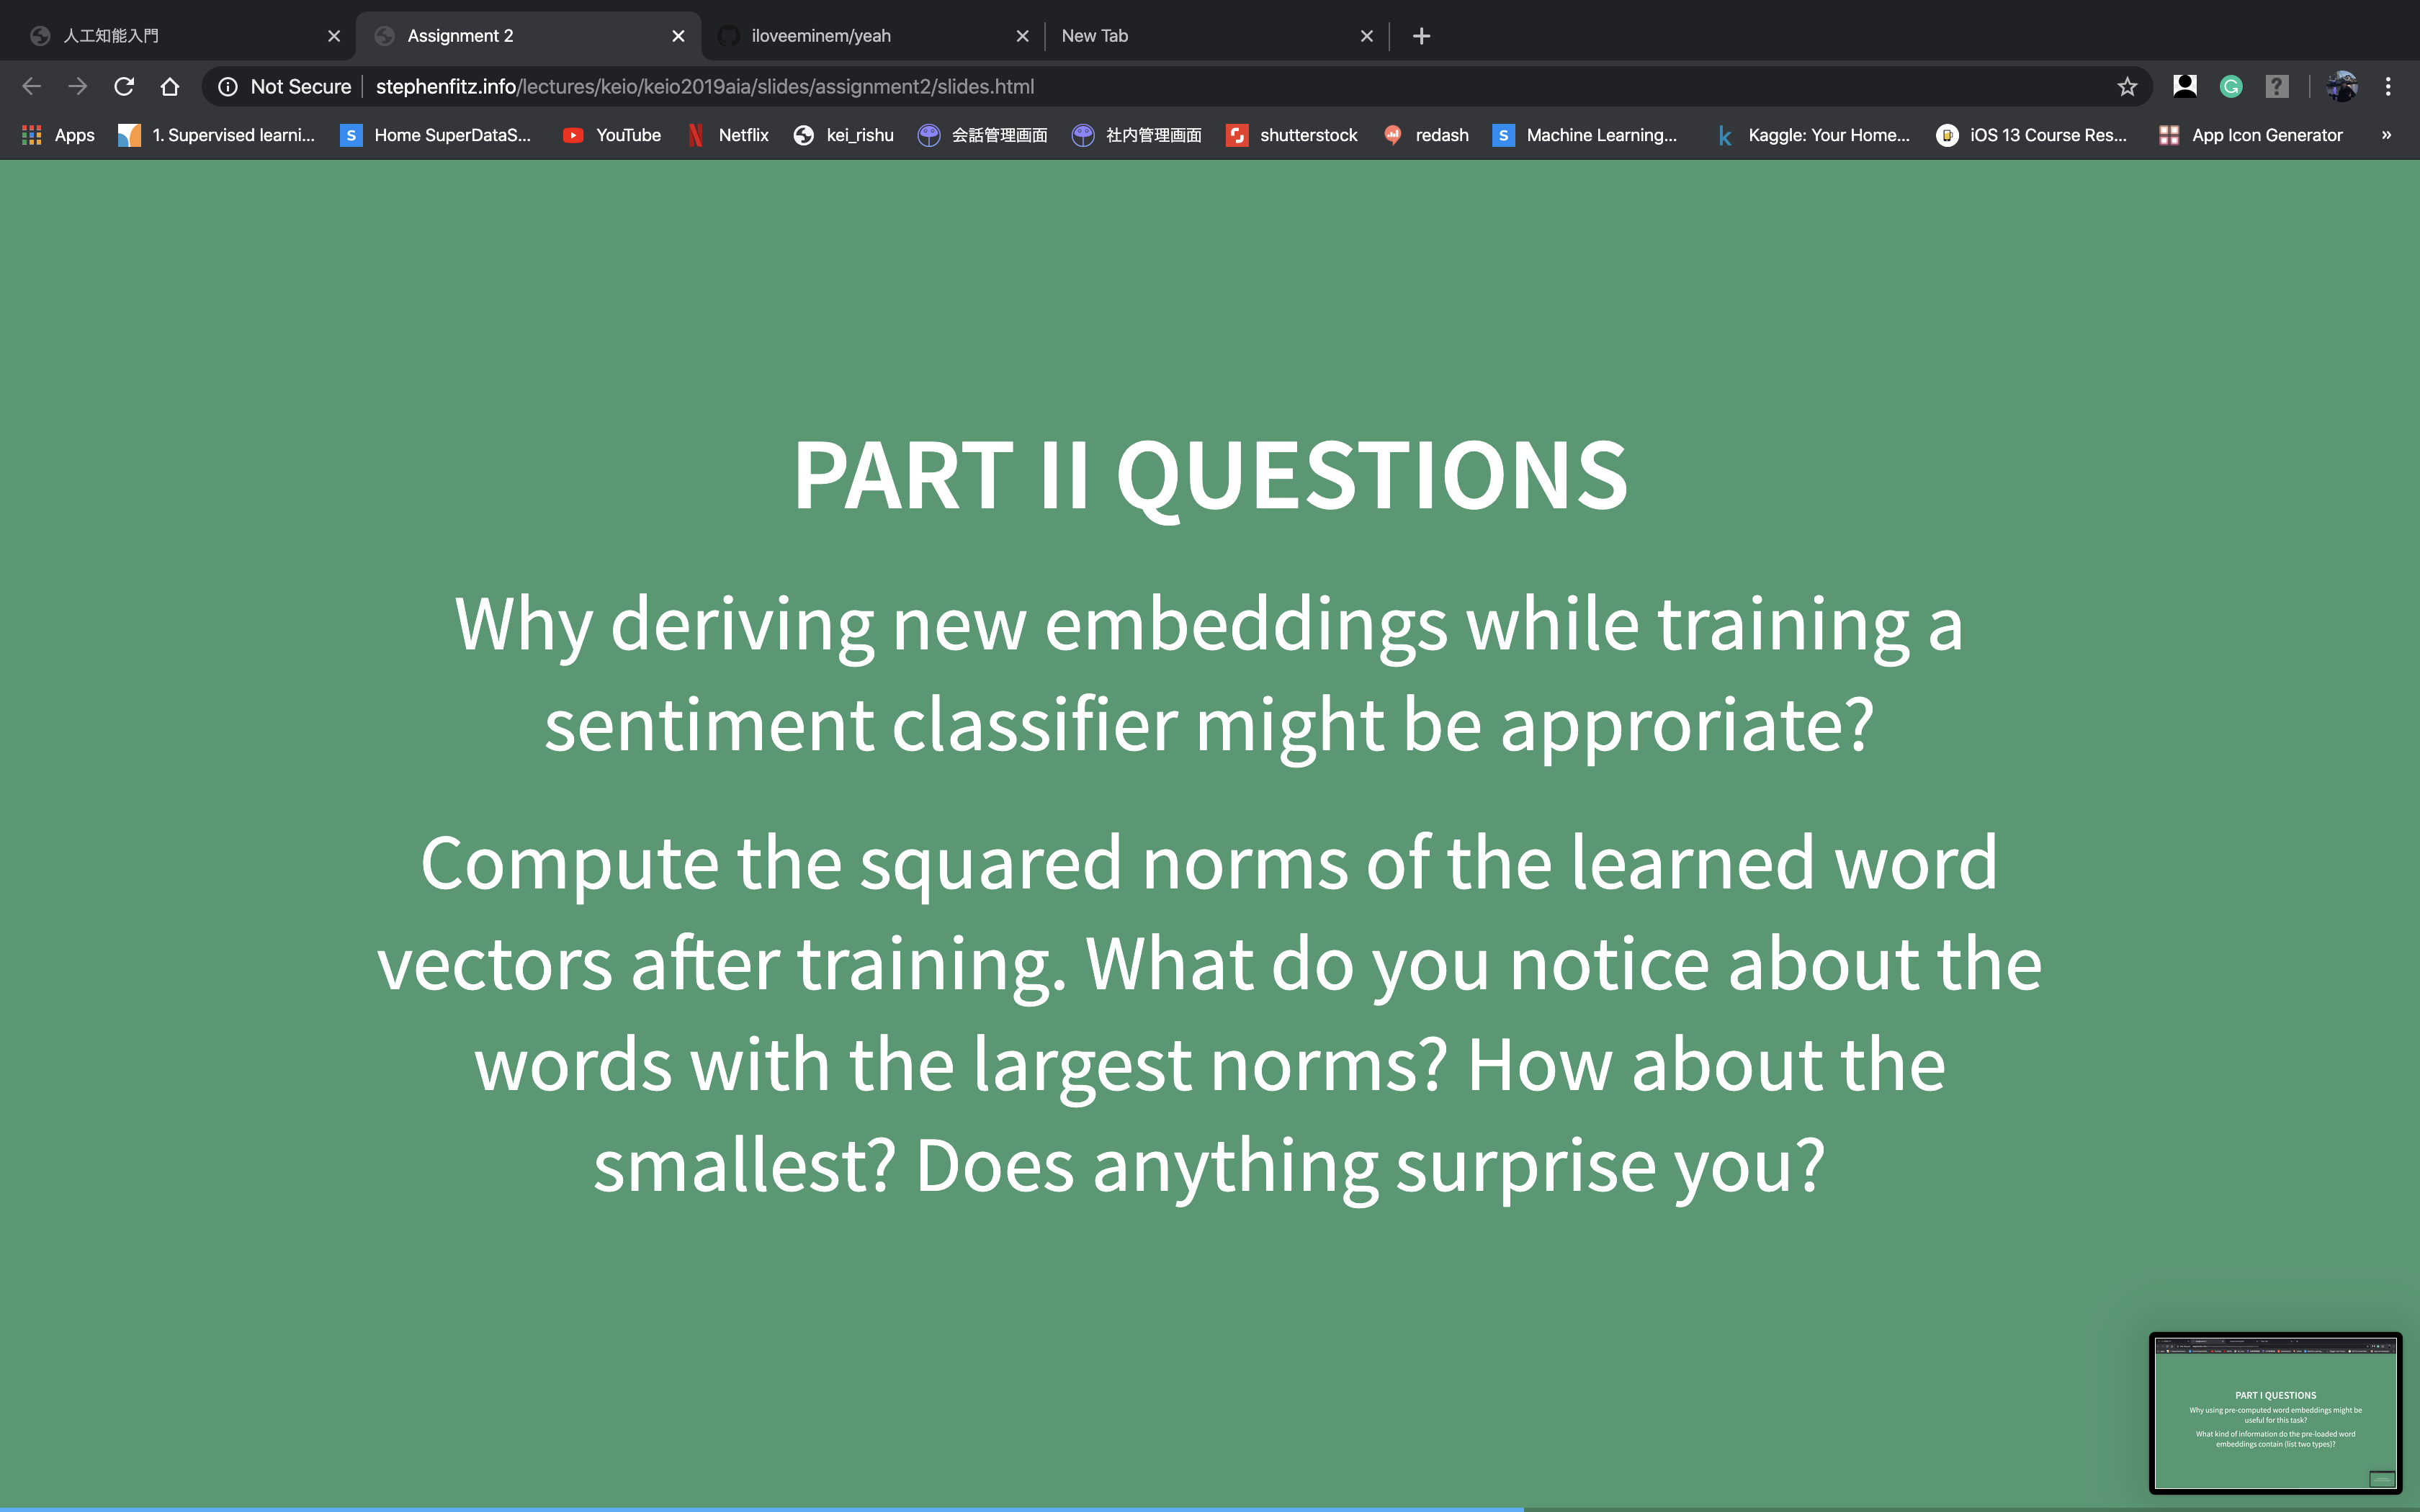 人工知能入門
Assignment 2
iloveeminem/yeah
New Tab
Not Secure
stephenfitz.info/lectures/keio/keio2019aia/slides/assignment2/slides.html
Apps
1. Supervised learni...
Home SuperDataS...
YouTube
Netflix
kei_rishu
会話管理画面
社内管理画面
shutterstock
redash
Machine Learning...
Kaggle: Your Home...
iOS 13 Course Res...
App Icon Generator
»
PART II QUESTIONS
Why deriving new embeddings while training a
sentiment classifier might be approriate?
Compute the squared norms of the learned word
vectors after training. What do you notice about the
words with the largest norms? How about the
smallest? Does anything surprise you?
PART I QUESTIONS
Why using pre-computed word embeddings might be
useful for this task?
What kind of information do the pre-loaded word
embeddings contain (list two types)?